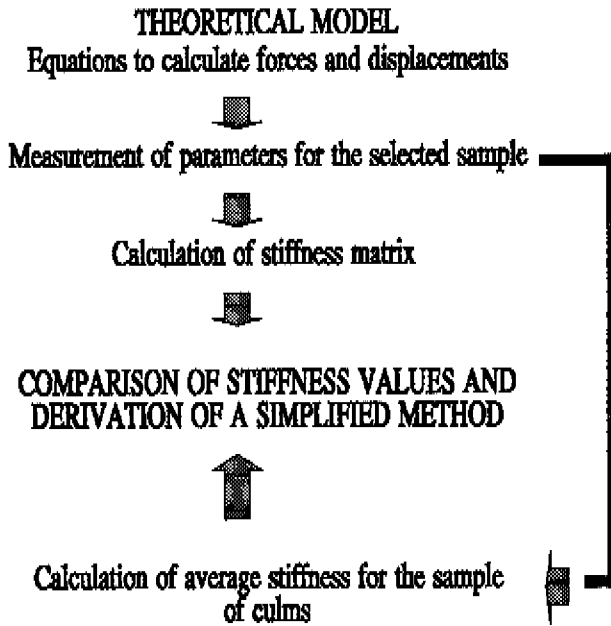 THEORETICAL MODEL
Equations to calculate forces and displacements
Measurement of parameters for the selected sample
Calculation of stiffness matrix
COMPARISON OF STIFFNESS VALUES AND
DERIVATION OF A SIMPLIFIED METHOD
Calculation of average stiffness for the sample
of culms